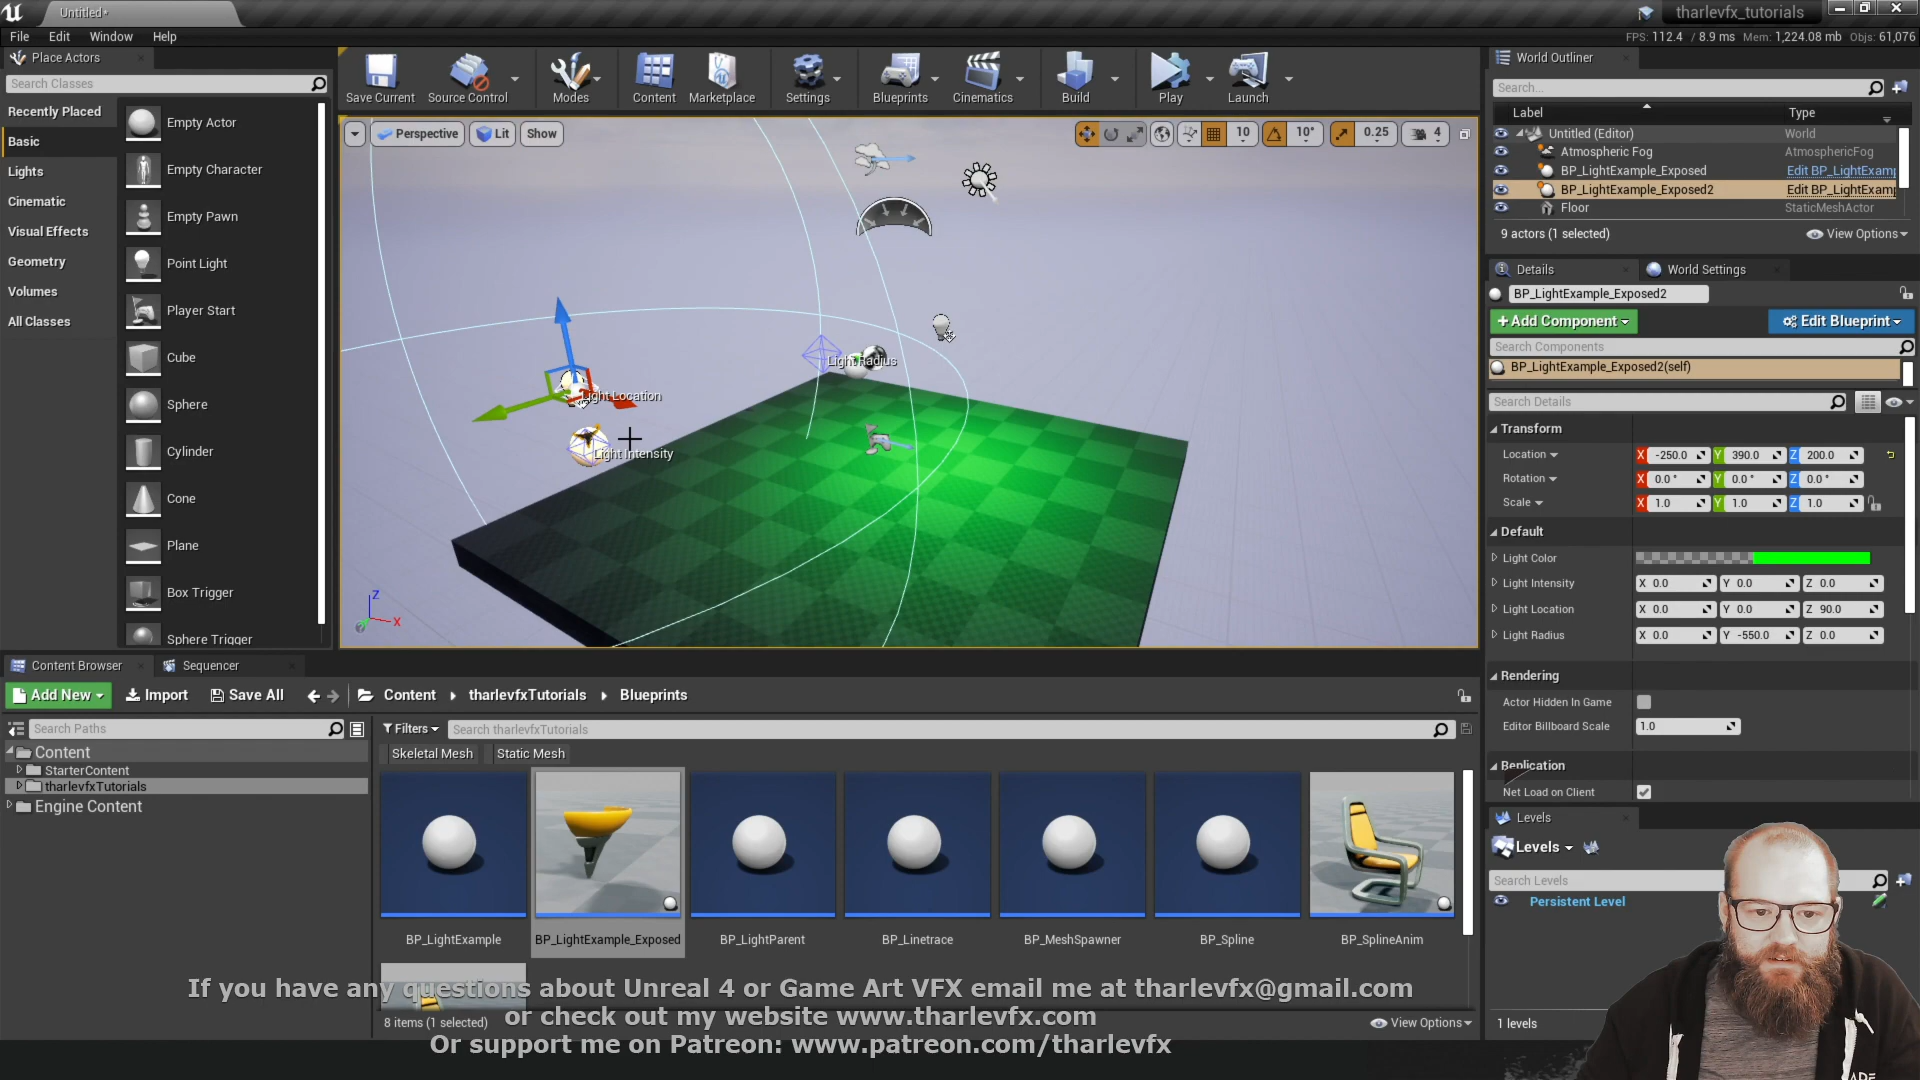 Untitled*
tharlevfx_tutorials
File
Edit
Window
Help
FPS: 112.4 / 8.9 ms Mem: 1,224.08 mb Objs: 61,076
Place Actors
Search Classes
Recently Placed
Basic
Lights
Cinematic
Visual Effects
Geometry
Volumes
All Classes
Empty Actor
Empty Character
Empty Pawn
Point Light
Player Start
Cube
Sphere
Cylinder
Cone
Plane
Box Trigger
Sphere Trigger
Save Current
Source Control
Modes
Content
Marketplace
Settings
Blueprints
Cinematics
Build
Play
Launch
Perspective
Lit
Show
10
10°
0.25
4
Light Radius
Light Location
Light Intensity
Z
X
World Outliner
Search...
Label
Type
Untitled (Editor)
World
Atmospheric Fog
AtmosphericFog
BP_LightExample_Exposed
Edit BP_LightExam
BP_LightExample_Exposed2
Edit BP_LightExam
Floor
StaticMeshActor
9 actors (1 selected)
View Options
Details
World Settings
BP_LightExample_Exposed2
+Add Component
Edit Blueprint
Search Components
BP_LightExample_Exposed2(self)
Search Details
Transform
Location X -250.0 Y 390.0 Z 200.0
Rotation X 0.0 ° Y 0.0 ° Z 0.0 °
Scale X 1.0 Y 1.0 Z 1.0
Default
Light Color
Light Intensity X 0.0 Y 0.0 Z 0.0
Light Location X 0.0 Y 0.0 Z 90.0
Light Radius X 0.0 Y -550.0 Z 0.0
Rendering
Actor Hidden In Game
Editor Billboard Scale 1.0
Replication
Net Load on Client
Levels
Levels
Search Levels
Persistent Level
1 levels
Content Browser
Sequencer
Add New
Import
Save All
Content
tharlevfxTutorials
Blueprints
Search Paths
Content
StarterContent
tharlevfxTutorials
Engine Content
Filters
Search tharlevfxTutorials
Skeletal Mesh
Static Mesh
BP_LightExample
BP_LightExample_Exposed
BP_LightParent
BP_Linetrace
BP_MeshSpawner
BP_Spline
BP_SplineAnim
8 items (1 selected)
View Options
If you have any questions about Unreal 4 or Game Art VFX email me at tharlevfx@gmail.com
or check out my website www.tharlevfx.com
Or support me on Patreon: www.patreon.com/tharlevfx